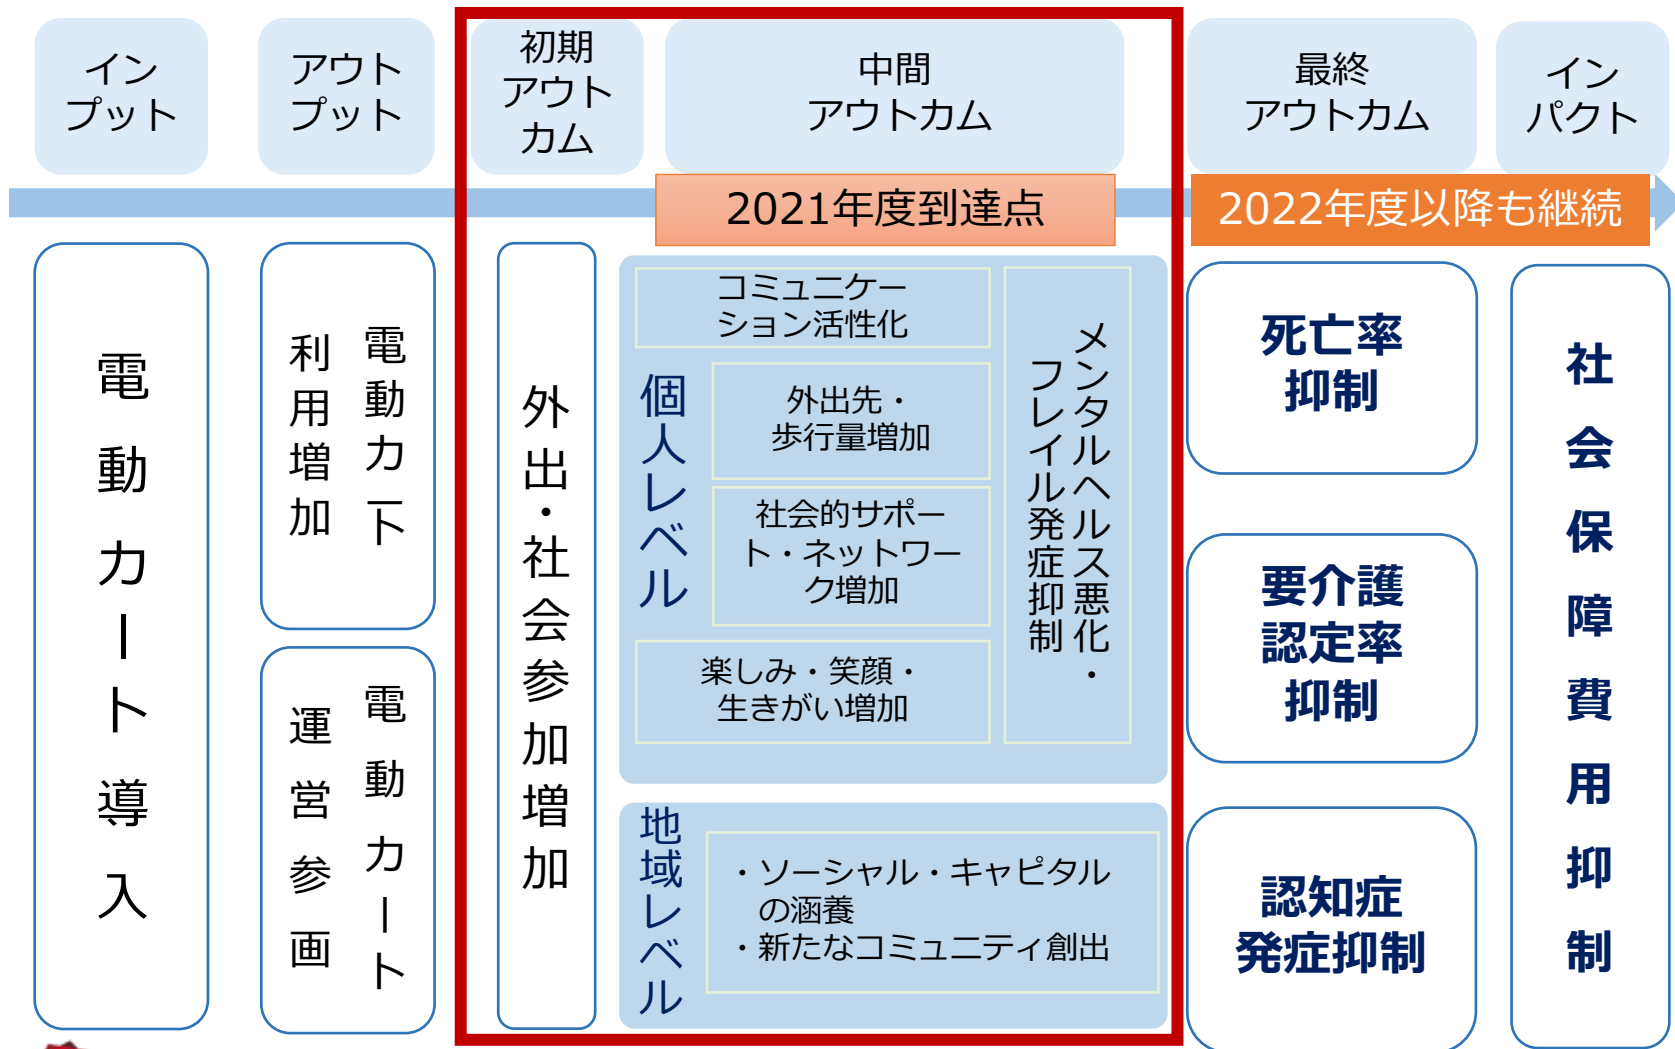 イン
プット
アウト
プット
初期
アウト
カム
中間
アウトカム
最終
アウトカム
イン
パクト
2021年度到達点
2022年度以降も継続
電動カート導入
電動カート
利用増加
電動カート
運営参画
外出・社会参加増加
個人レベル
コミュニケー
ション活性化
外出先・
歩行量増加
社会的サポー
ト・ネットワー
ク増加
楽しみ・笑顔・
生きがい増加
メンタルヘルス悪化・
フレイル発症抑制
地域レベル
・ソーシャル・キャピタル
の涵養
・新たなコミュニティ創出
死亡率
抑制
要介護
認定率
抑制
認知症
発症抑制
社会保障費用抑制